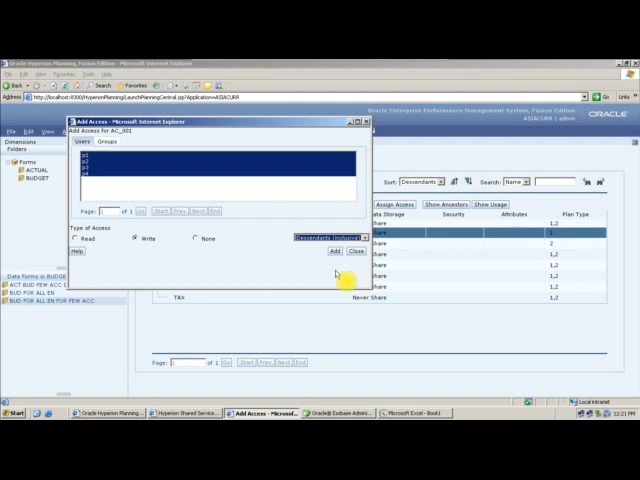 Oracle Hyperion Planning, Fusion Edition - Microsoft Internet Explorer
File Edit View Favorites Tools Help
Back Search Favorites
Address http://localhost:8300/HyperionPlanning/LaunchPlanningCentral.jsp?Application=ASIACURR Go Links
Oracle Enterprise Performance Management System, Fusion Edition
ASIACURR | admin ORACLE
File Edit
Dimensions
Folders
Forms
ACTUAL
BUDGET
Add Access - Microsoft Internet Explorer
Add Access for AC_001
Users Groups
p1
p2
p3
p4
Page: 1 of 1 Go Start Prev Next End
Type of Access
Read Write None Descendants (inclusive)
Help Add Close
Sort: Descendants Search: Name
Assign Access Show Ancestors Show Usage
Data Storage Security Attributes Plan Type
Share 1,2
Share 1
Share 2
Share 1,2
Share 1,2
Share 1,2
Share 1,2
TAX Never Share 1,2
Data Forms in BUDGET
ACT BUD FEW ACC D
BUD FOR ALL EN
BUD FOR ALL EN FOR FEW ACC
Page: of 1 Go Start Prev Next End
Local intranet
Start Oracle Hyperion Planning... Hyperion Shared Service... Add Access - Microsof... Oracle® Essbase Admini... Microsoft Excel - Book1 12:21 PM